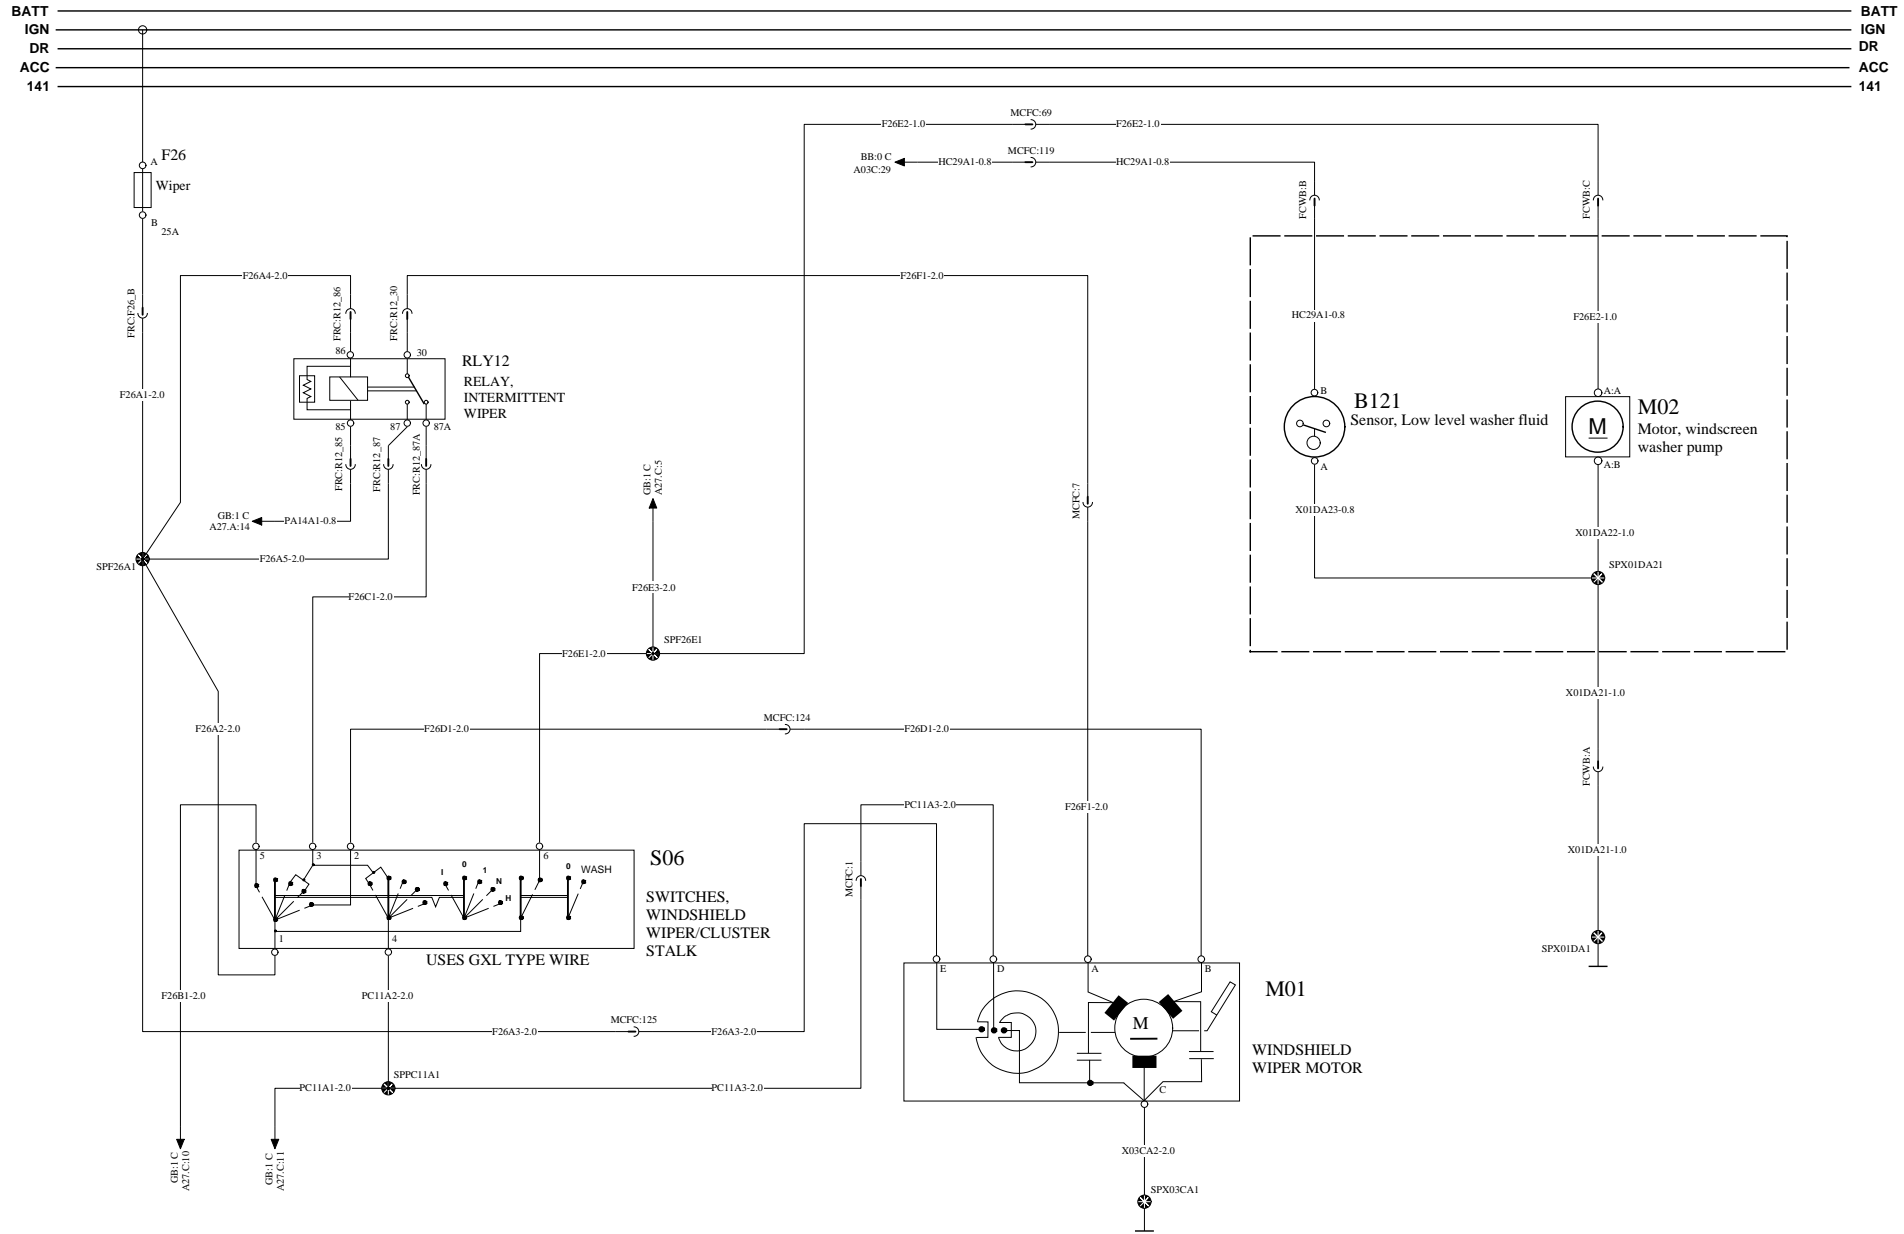 BATT
BATT
IGN
IGN
DR
DR
ACC
ACC
141
141
MCFC:69
F26E2-1.0
F26E2-1.0
MCFC:119
BB:0 C
A03C:29
HC29A1-0.8
HC29A1-0.8
A
F26
Wiper
B
25A
FCWB:B
FCWB:C
F26A4-2.0
F26F1-2.0
FRC:F26_B
FRC:R12_86
FRC:R12_30
HC29A1-0.8
F26E2-1.0
86
30
RLY12
RELAY,
INTERMITTENT
WIPER
F26A1-2.0
85
87
87A
B
B121
Sensor, Low level washer fluid
A
A:A
M
M02
Motor, windscreen
washer pump
A:B
FRC:R12_85
FRC:R12_87
FRC:R12_87A
GB:1 C
A27.C:5
MCFC:7
X01DA23-0.8
GB:1 C
A27.A:14
PA14A1-0.8
X01DA22-1.0
SPF26A1
F26A5-2.0
SPX01DA21
F26E3-2.0
F26C1-2.0
SPF26E1
F26E1-2.0
X01DA21-1.0
F26A2-2.0
F26D1-2.0
MCFC:124
F26D1-2.0
FCWB:A
PC11A3-2.0
F26F1-2.0
X01DA21-1.0
5
3
2
6
S06
I
0
1
N
H
0
WASH
MCFC:1
SWITCHES,
WINDSHIELD
WIPER/CLUSTER
STALK
1
4
USES GXL TYPE WIRE
SPX01DA1
E
D
A
B
M01
F26B1-2.0
PC11A2-2.0
M
F26A3-2.0
MCFC:125
F26A3-2.0
WINDSHIELD
WIPER MOTOR
C
SPPC11A1
PC11A1-2.0
PC11A3-2.0
GB:1 C
A27.C:10
GB:1 C
A27.C:11
X03CA2-2.0
SPX03CA1